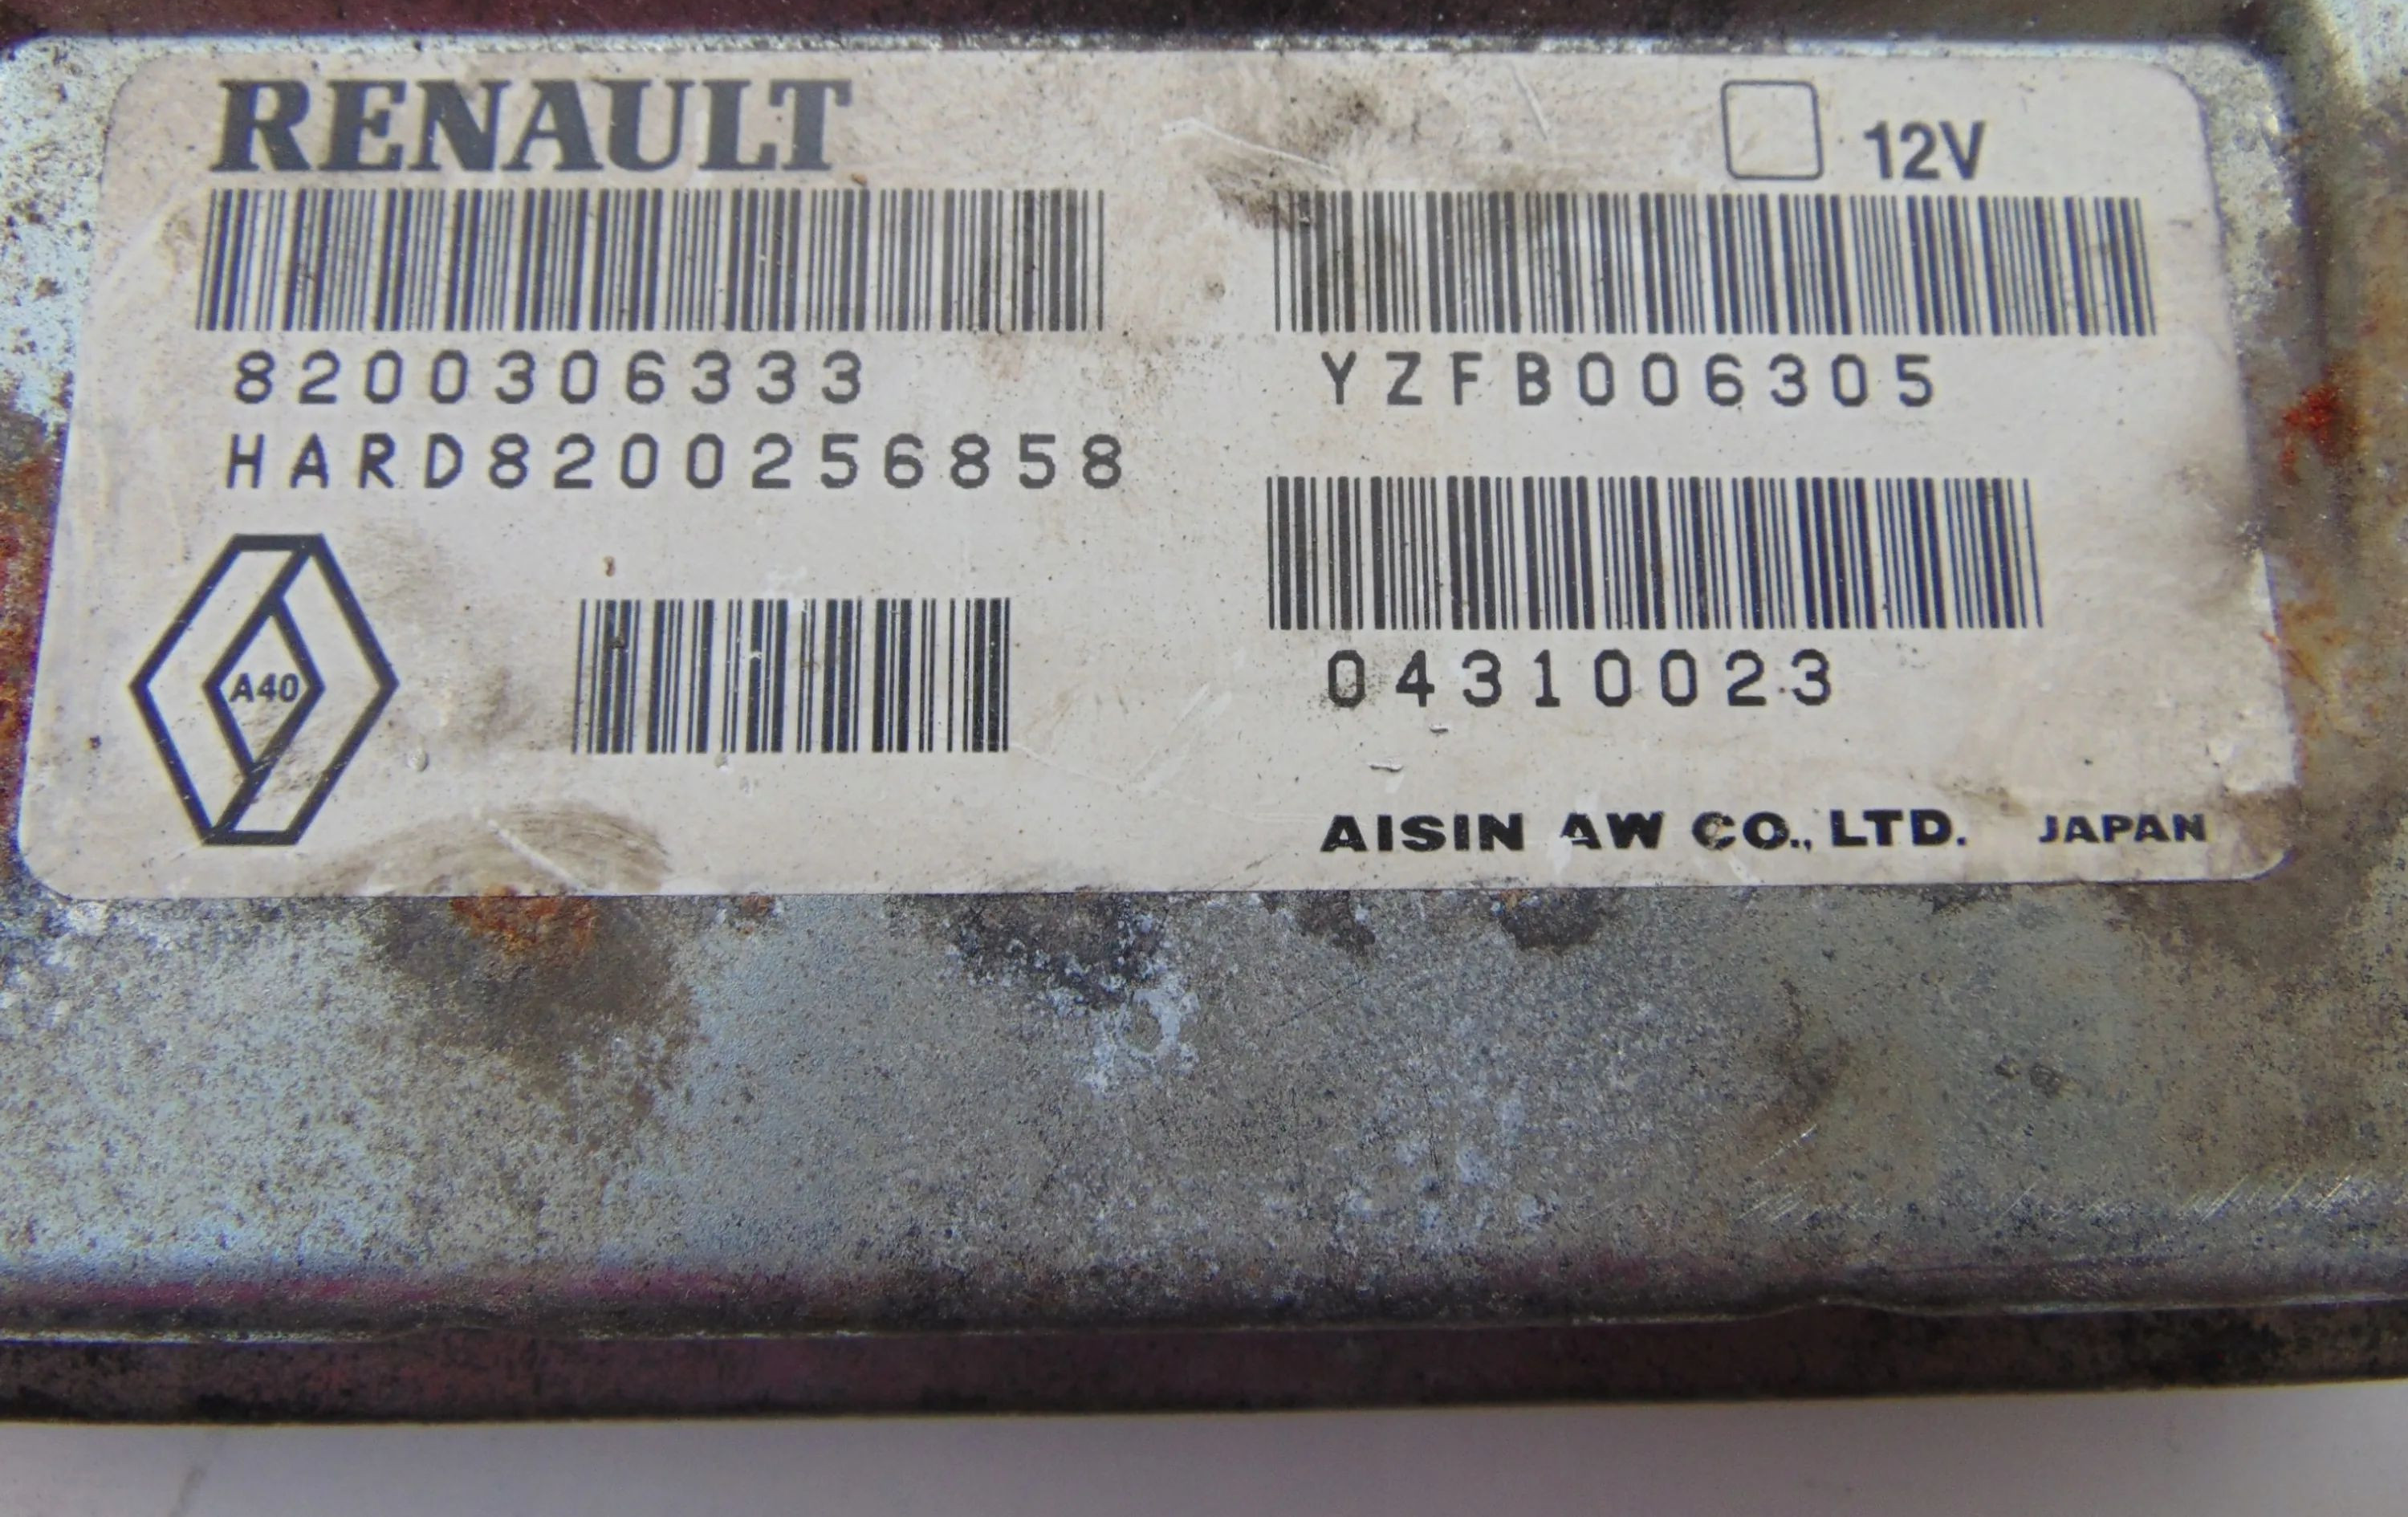 RENAULT
12V
8200306333
YZFB006305
HARD8200256858
A40
04310023
AISIN AW CO., LTD. JAPAN